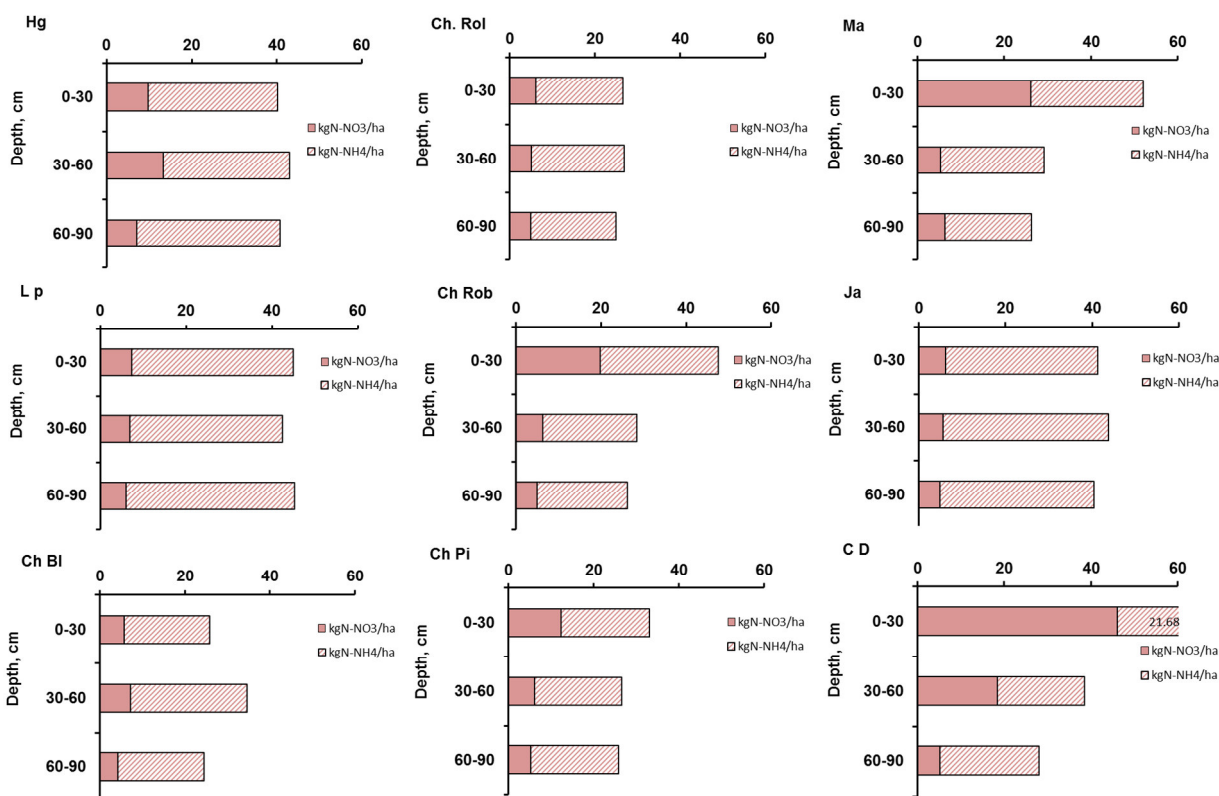 Hg
0 20 40 60
Depth, cm
0-30
30-60
60-90
kgN-NO3/ha
kgN-NH4/ha
Ch. Rol
0 20 40 60
Depth, cm
0-30
30-60
60-90
kgN-NO3/ha
kgN-NH4/ha
Ma
0 20 40 60
Depth, cm
0-30
30-60
60-90
kgN-NO3/ha
kgN-NH4/ha
L p
0 20 40 60
Depth, cm
0-30
30-60
60-90
kgN-NO3/ha
kgN-NH4/ha
Ch Rob
0 20 40 60
Depth, cm
0-30
30-60
60-90
kgN-NO3/ha
kgN-NH4/ha
Ja
0 20 40 60
Depth, cm
0-30
30-60
60-90
kgN-NO3/ha
kgN-NH4/ha
Ch Bl
0 20 40 60
Depth, cm
0-30
30-60
60-90
kgN-NO3/ha
kgN-NH4/ha
Ch Pi
0 20 40 60
Depth, cm
0-30
30-60
60-90
kgN-NO3/ha
kgN-NH4/ha
C D
0 20 40 60
Depth, cm
0-30
30-60
60-90
21.68
kgN-NO3/ha
kgN-NH4/ha